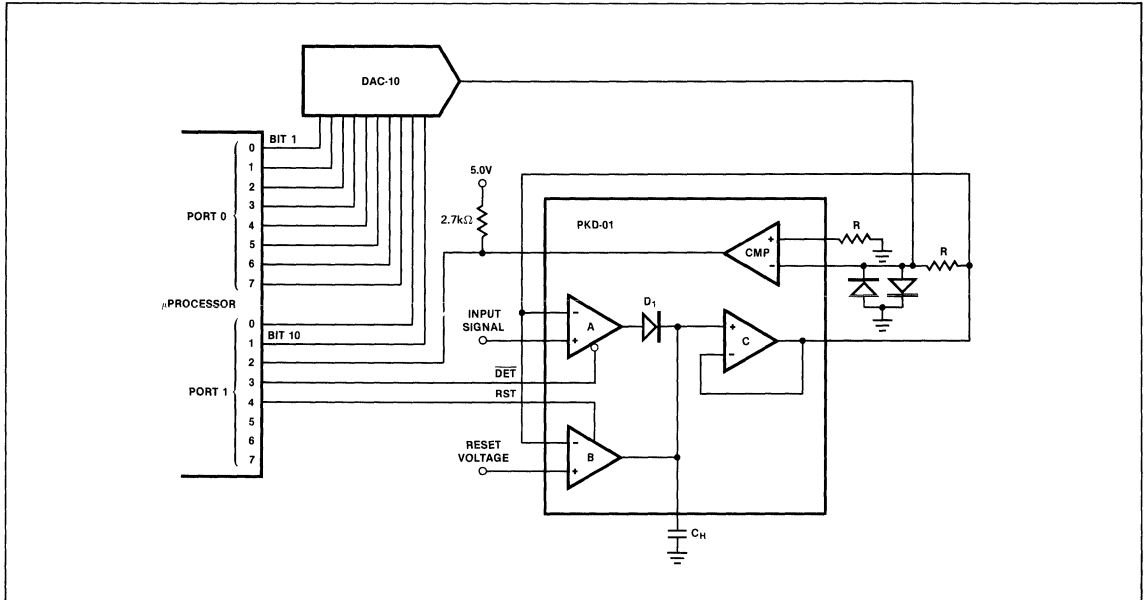 DAC-10
BIT 1
0
1
2
3
4
5
6
7
PORT 0
μPROCESSOR
0
1
2
3
4
5
6
7
BIT 10
PORT 1
5.0V
2.7kΩ
PKD-01
CMP
+
−
R
R
INPUT
SIGNAL
−
A
+
D1
+
C
−
DET
RST
RESET
VOLTAGE
−
B
+
CH